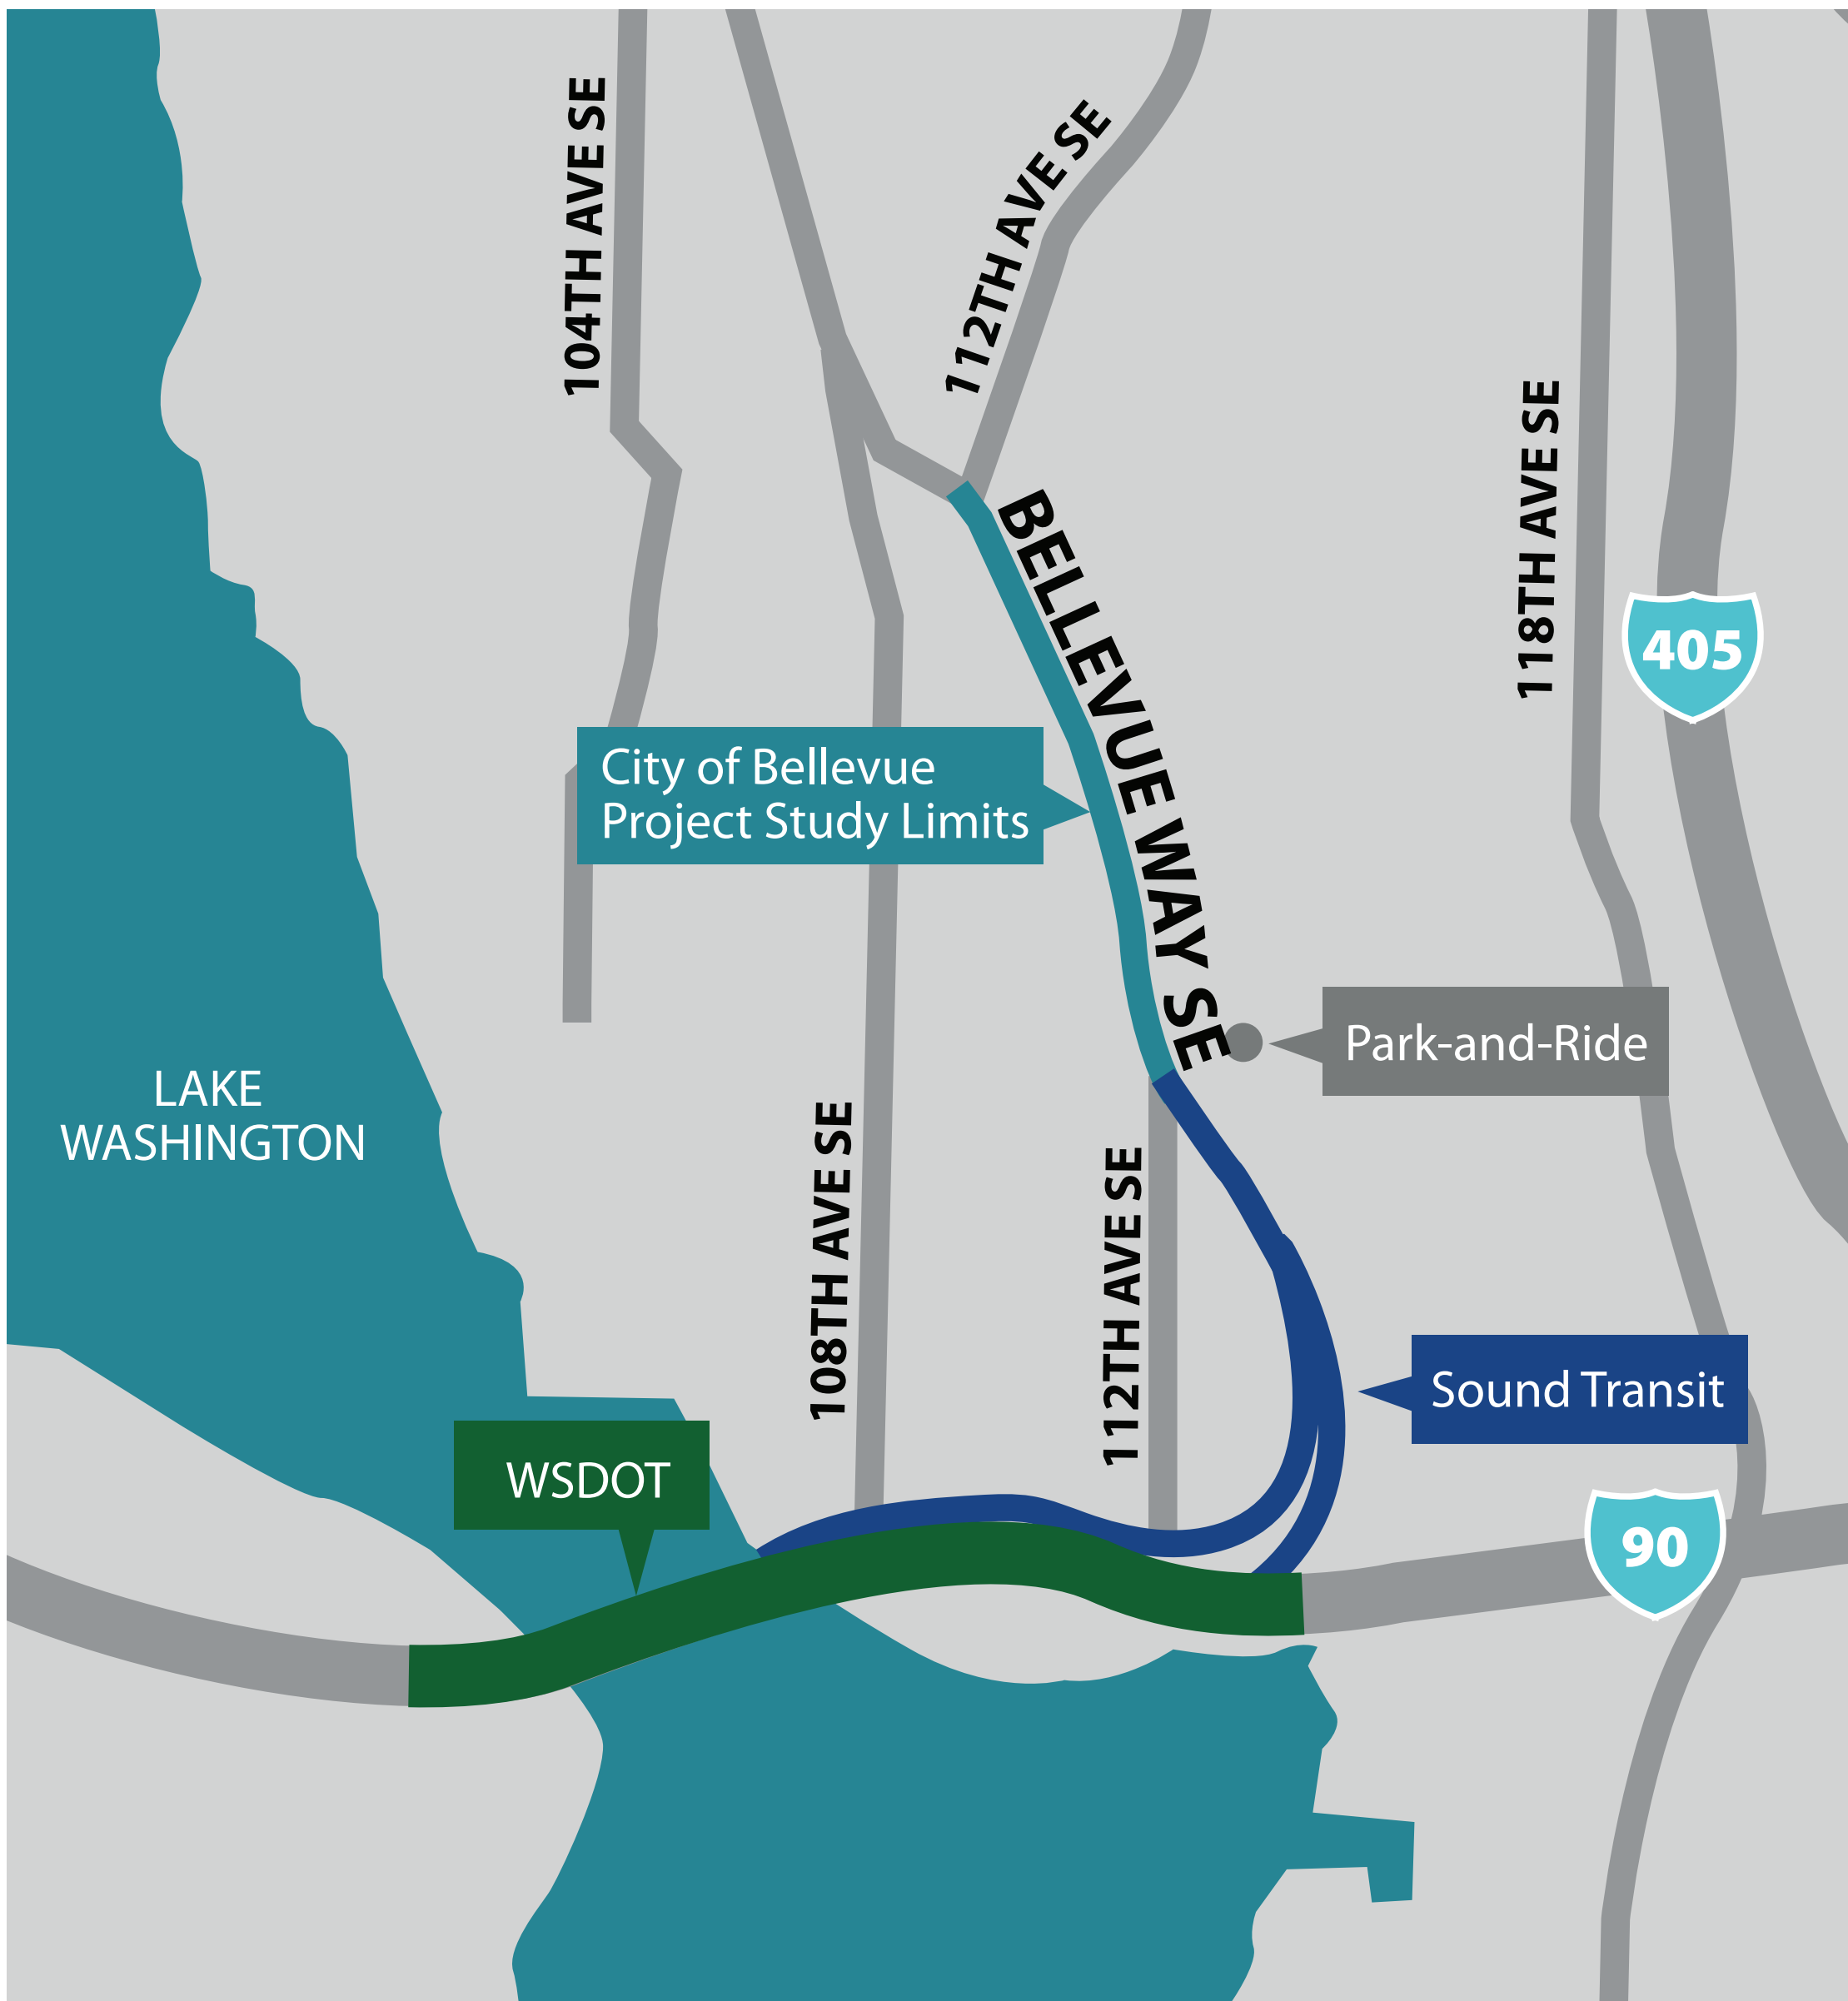 104TH AVE SE
112TH AVE SE
118TH AVE SE
BELLEVUE WAY SE
405
City of Bellevue
Project Study Limits
Park-and-Ride
LAKE
WASHINGTON
108TH AVE SE
112TH AVE SE
Sound Transit
WSDOT
90